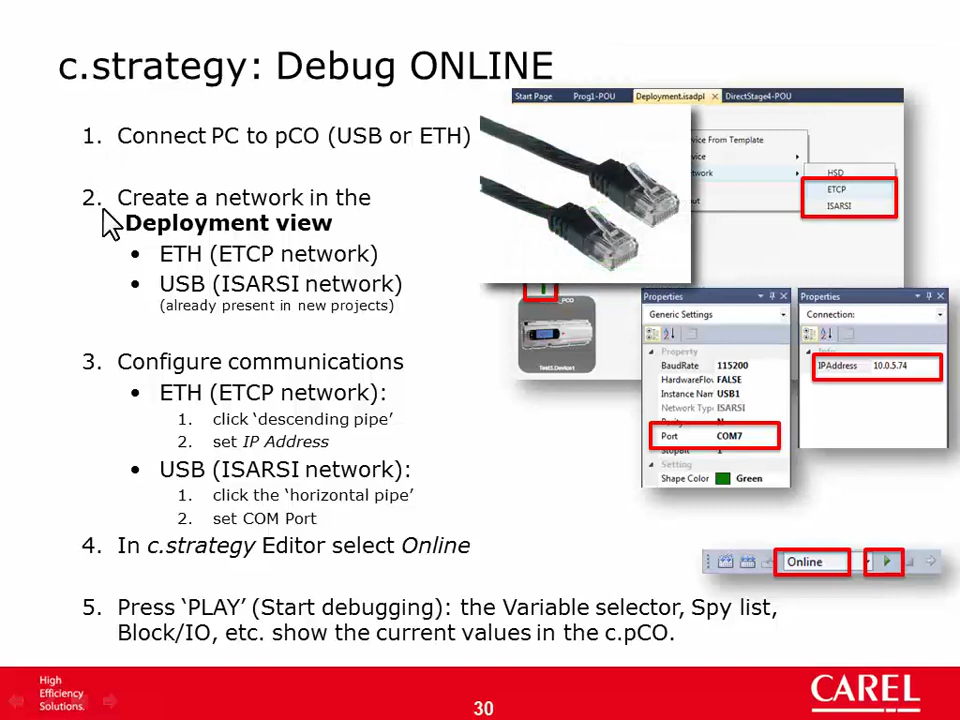 c.strategy: Debug ONLINE
1. Connect PC to pCO (USB or ETH)
2. Create a network in the
Deployment view
• ETH (ETCP network)
• USB (ISARSI network)
(already present in new projects)
3. Configure communications
• ETH (ETCP network):
1. click ‘descending pipe’
2. set IP Address
• USB (ISARSI network):
1. click the ‘horizontal pipe’
2. set COM Port
4. In c.strategy Editor select Online
5. Press ‘PLAY’ (Start debugging): the Variable selector, Spy list,
Block/IO, etc. show the current values in the c.pCO.
Start Page Prog1-POU Deployment.isadpl DirectStage4-POU
vice From Template
vice
twork
HSD
ETCP
ISARSI
_PCO
Properties
Generic Settings
Property
BaudRate 115200
HardwareFlow FALSE
Instance Nam USB1
Network Type ISARSI
Parity N
Port COM7
StopBit 1
Setting
Shape Color Green
Properties
Connection:
Info
IPAddress 10.0.5.74
Online
High
Efficiency
Solutions.
30
CAREL